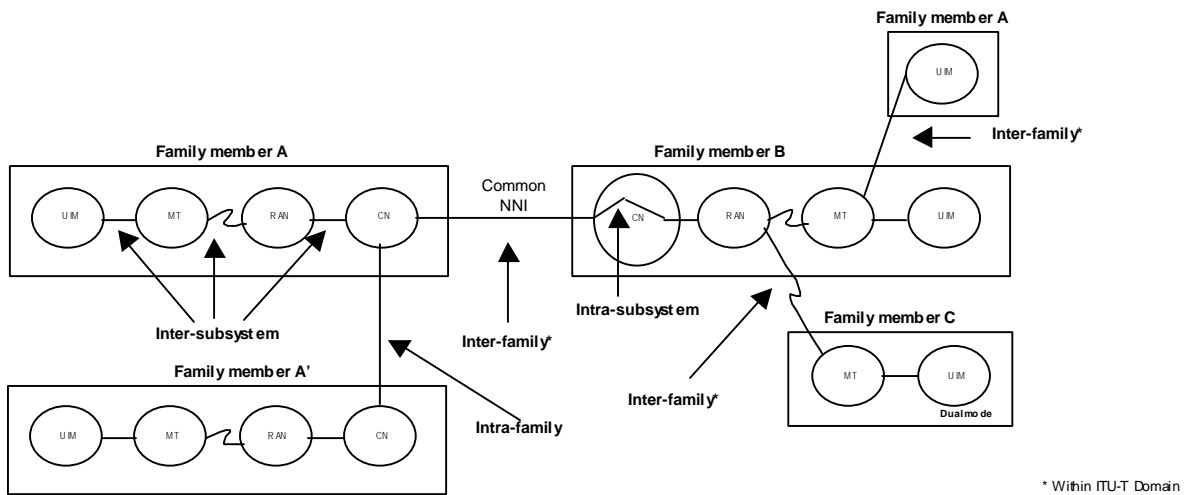 Family member A
UIM
Inter-family*
Family member A
Family member B
UIM
MT
RAN
CN
Common
NNI
CN
RAN
MT
UIM
Inter-subsystem
Inter-family*
Intra-subsystem
Family member C
Family member A’
Inter-family*
MT
UIM
Dualmode
UIM
MT
RAN
CN
Intra-family
* Within ITU-T Domain